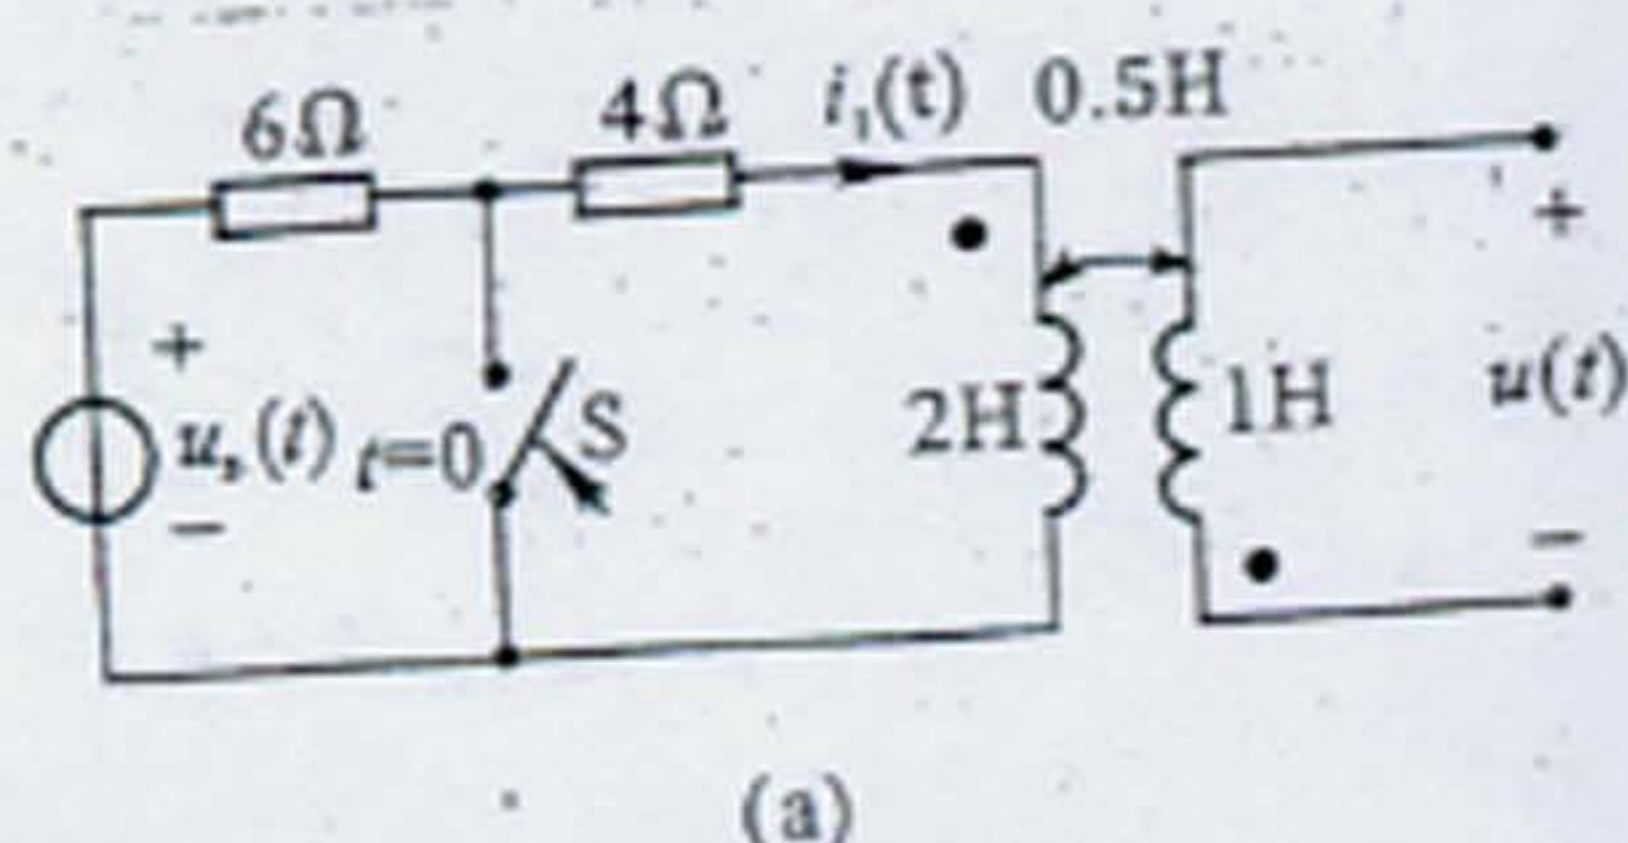 6Ω
4Ω
i₁(t)
0.5H
+
+
uₛ(t)
t=0
S
2H
1H
u(t)
−
−
(a)